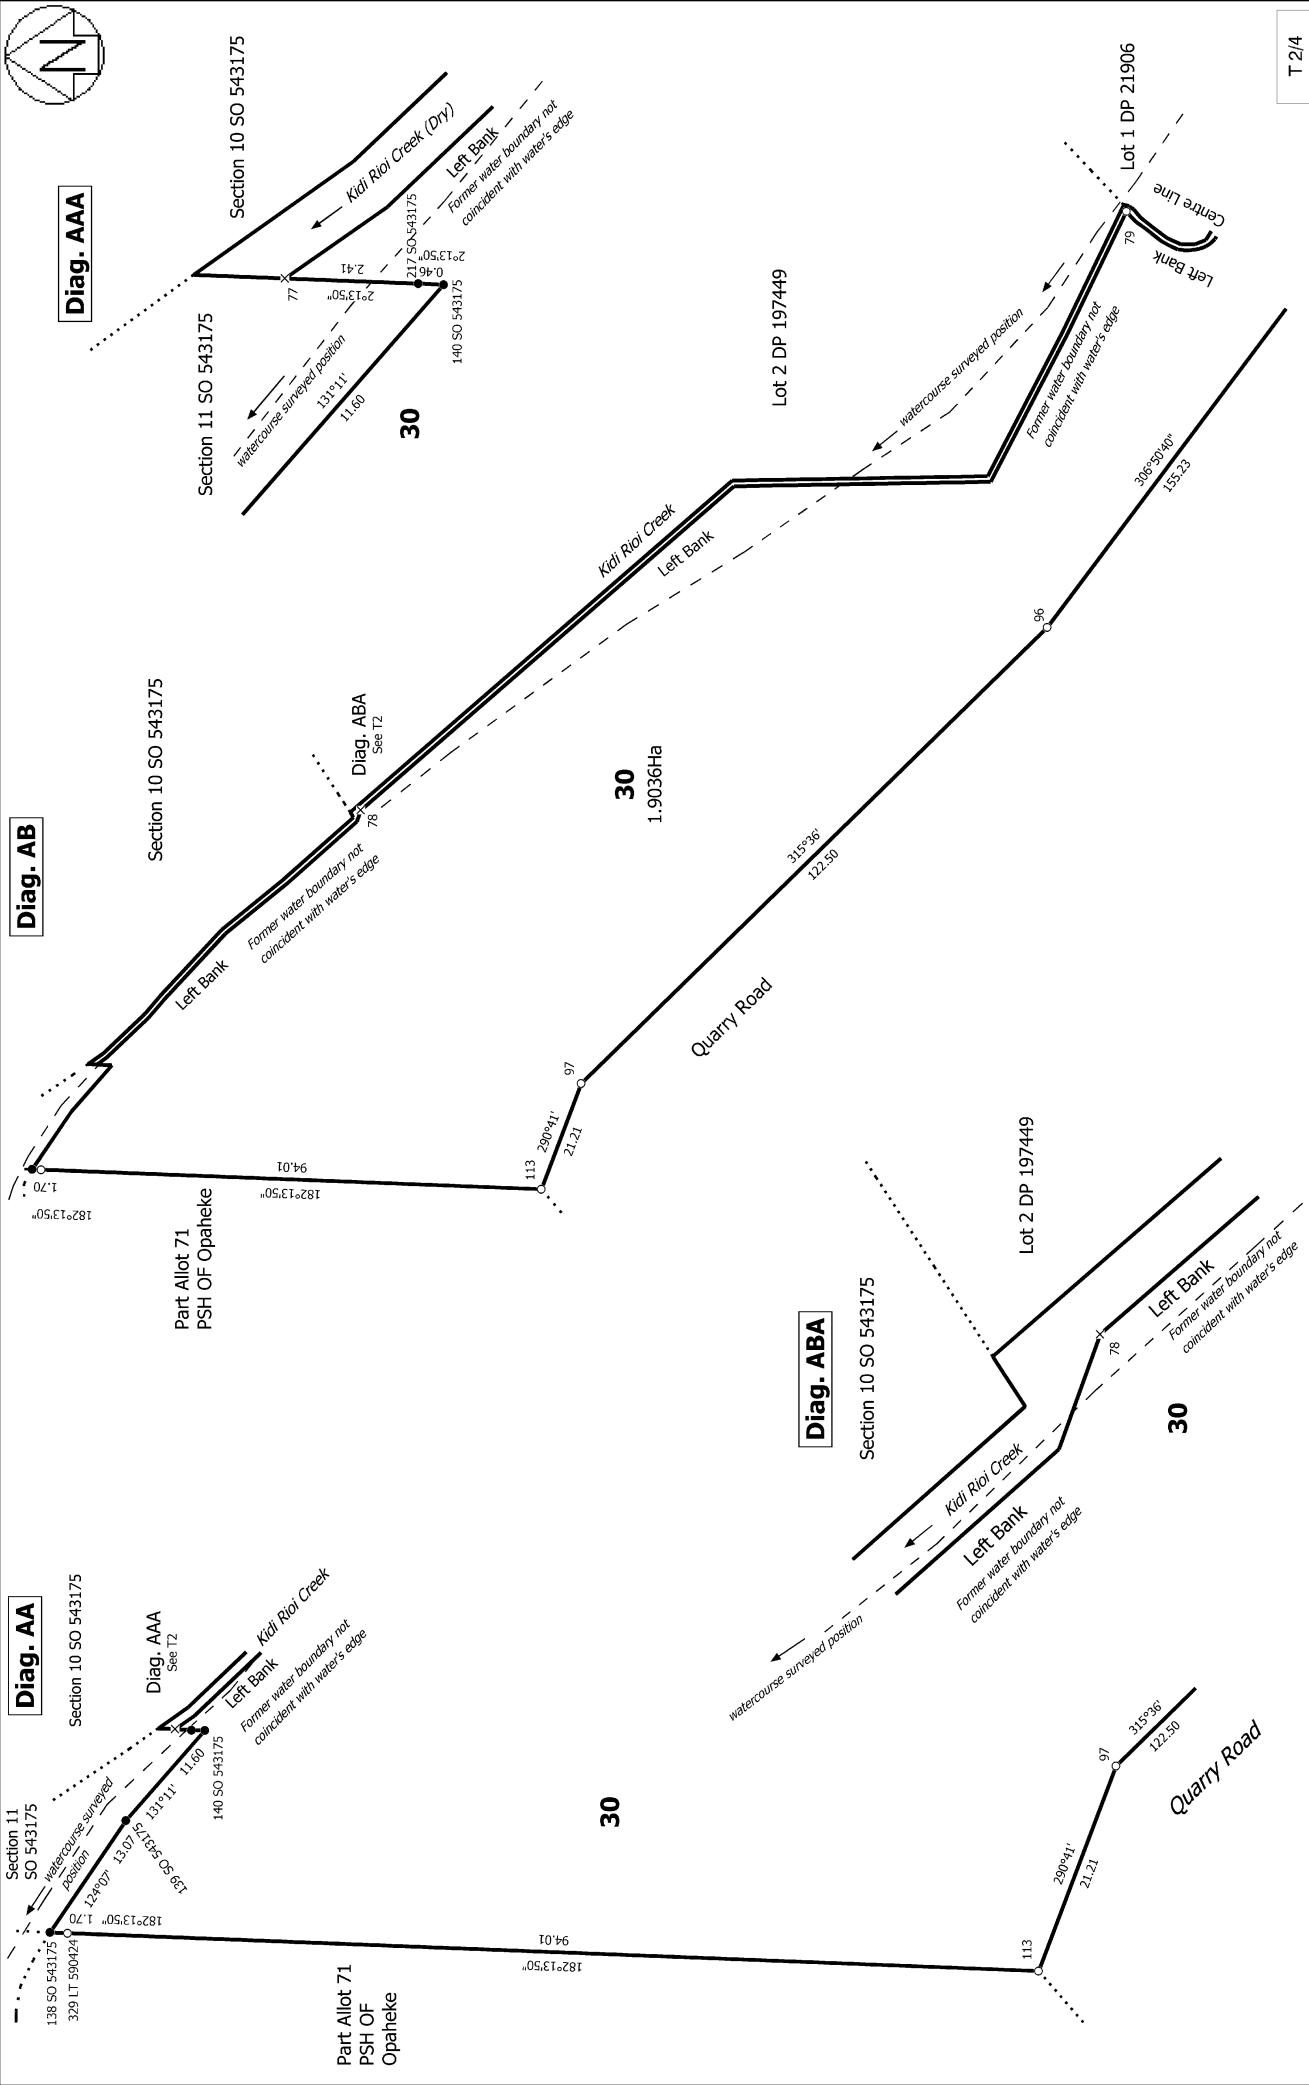 N
T 2/4
Diag. AAA
Section 10 SO 543175
Kidi Rioi Creek (Dry)
Left Bank
Former water boundary not
coincident with water's edge
Section 11 SO 543175
77
2.41
2°13'50"
217 SO 543175
0.46
2°13'50"
140 SO 543175
watercourse surveyed position
131°11'
11.60
30
Lot 1 DP 21906
Centre Line
Left Bank
79
Lot 2 DP 197449
watercourse surveyed position
Former water boundary not
coincident with water's edge
306°50'40"
155.23
Diag. AB
Section 10 SO 543175
Kidi Rioi Creek
Left Bank
Diag. ABA
See T2
78
Former water boundary not
coincident with water's edge
Left Bank
30
1.9036Ha
96
315°36'
122.50
Quarry Road
97
290°41'
21.21
113
94.01
182°13'50"
1.70
182°13'50"
Part Allot 71
PSH OF Opaheke
Diag. ABA
Section 10 SO 543175
Lot 2 DP 197449
Kidi Rioi Creek
Left Bank
Former water boundary not
coincident with water's edge
78
Left Bank
Former water boundary not
coincident with water's edge
watercourse surveyed position
30
Diag. AA
Section 11
SO 543175
Section 10 SO 543175
Diag. AAA
See T2
Kidi Rioi Creek
Left Bank
Former water boundary not
coincident with water's edge
watercourse surveyed
position
124°07'
13.07
139 SO 543175
131°11'
11.60
140 SO 543175
138 SO 543175
329 LT 590424
1.70
182°13'50"
30
94.01
182°13'50"
Part Allot 71
PSH OF
Opaheke
113
290°41'
21.21
97
315°36'
122.50
Quarry Road